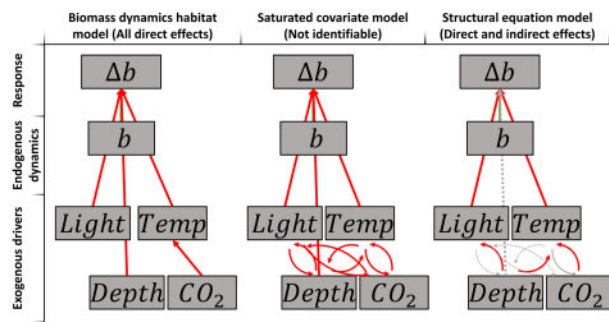 Biomass dynamics habitat
model (All direct effects)
Saturated covariate model
(Not identifiable)
Structural equation model
(Direct and indirect effects)
Response
Δb
Δb
Δb
Endogenous
dynamics
b
b
b
Exogenous drivers
Light Temp
Light Temp
Light Temp
Depth CO₂
Depth CO₂
Depth CO₂